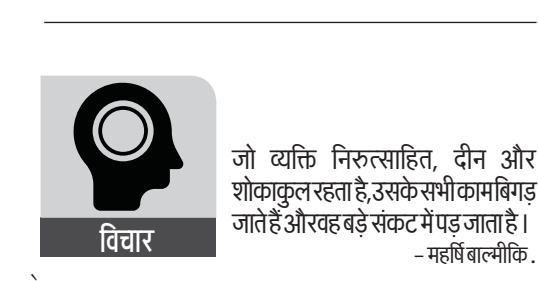 जो व्यक्ति निरुत्साहित, दीन और
शोकाकुल रहता है, उसके सभी काम बिगड़
जाते हैं और वह बड़े संकट में पड़ जाता है।
– महर्षि बाल्मीकि.
विचार